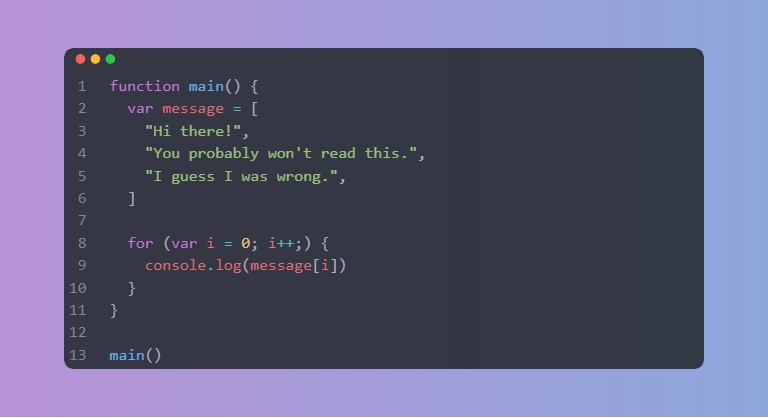 1 function main() {
2   var message = [
3     "Hi there!",
4     "You probably won't read this.",
5     "I guess I was wrong.",
6   ]
7
8   for (var i = 0; i++;) {
9     console.log(message[i])
10   }
11 }
12
13 main()